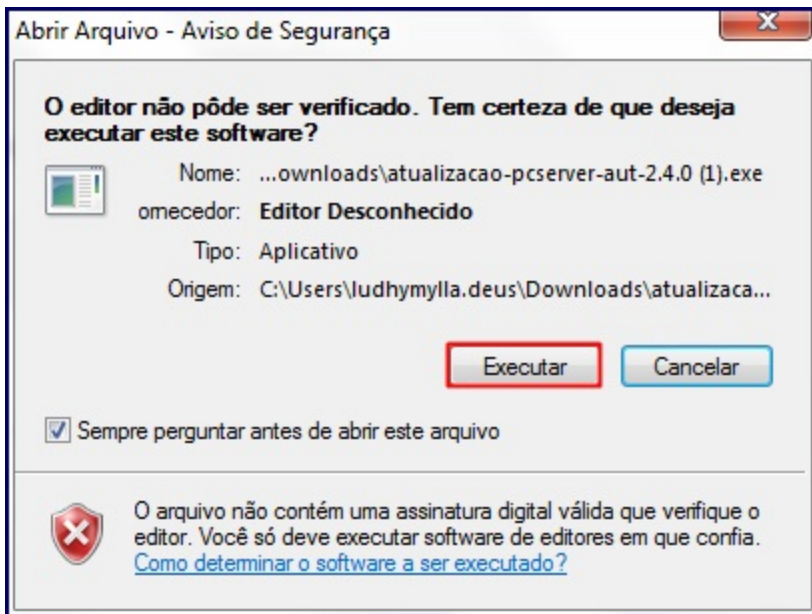 Abrir Arquivo - Aviso de Segurança
O editor não pôde ser verificado. Tem certeza de que deseja
executar este software?
Nome: ...ownloads\atualizacao-pcserver-aut-2.4.0 (1).exe
ornecedor: Editor Desconhecido
Tipo: Aplicativo
Origem: C:\Users\ludhymylla.deus\Downloads\atualizaca...
Executar Cancelar
Sempre perguntar antes de abrir este arquivo
O arquivo não contém uma assinatura digital válida que verifique o
editor. Você só deve executar software de editores em que confia.
Como determinar o software a ser executado?